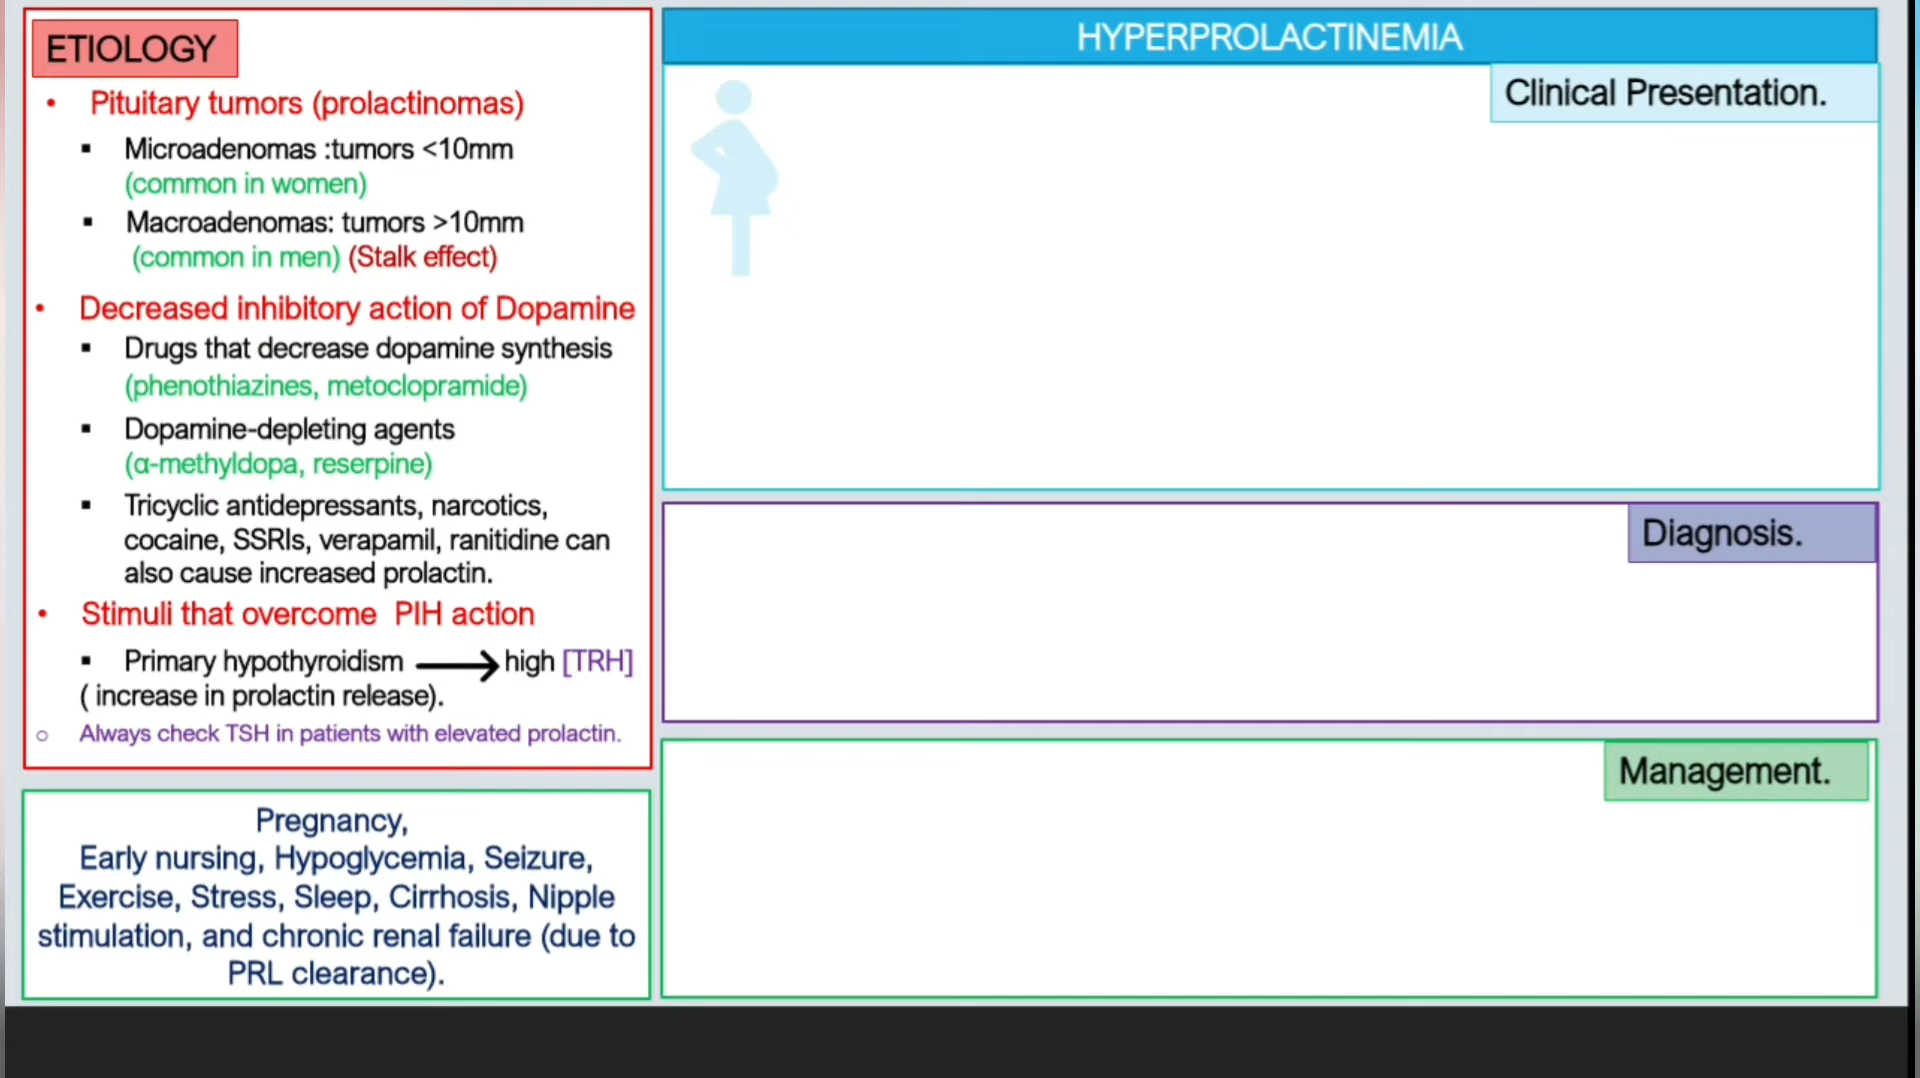 ETIOLOGY
• Pituitary tumors (prolactinomas)
▪ Microadenomas :tumors <10mm
(common in women)
▪ Macroadenomas: tumors >10mm
(common in men) (Stalk effect)
• Decreased inhibitory action of Dopamine
▪ Drugs that decrease dopamine synthesis
(phenothiazines, metoclopramide)
▪ Dopamine-depleting agents
(α-methyldopa, reserpine)
▪ Tricyclic antidepressants, narcotics,
cocaine, SSRIs, verapamil, ranitidine can
also cause increased prolactin.
• Stimuli that overcome PIH action
▪ Primary hypothyroidism ⟶ high [TRH]
( increase in prolactin release).
○ Always check TSH in patients with elevated prolactin.
Pregnancy,
Early nursing, Hypoglycemia, Seizure,
Exercise, Stress, Sleep, Cirrhosis, Nipple
stimulation, and chronic renal failure (due to
PRL clearance).
HYPERPROLACTINEMIA
Clinical Presentation.
Diagnosis.
Management.